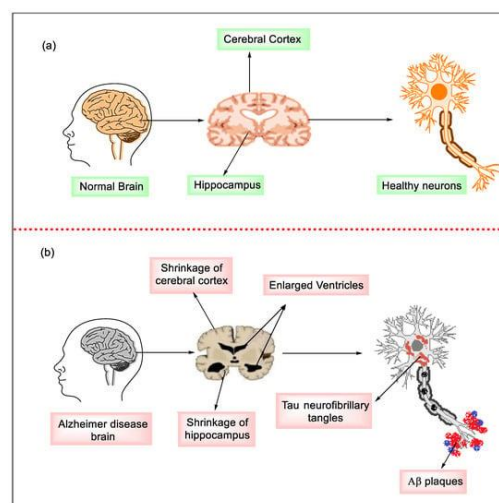 (a)
Cerebral Cortex
Normal Brain
Hippocampus
Healthy neurons
(b)
Shrinkage of
cerebral cortex
Enlarged Ventricles
Alzheimer disease
brain
Shrinkage of
hippocampus
Tau neurofibrillary
tangles
Aβ plaques